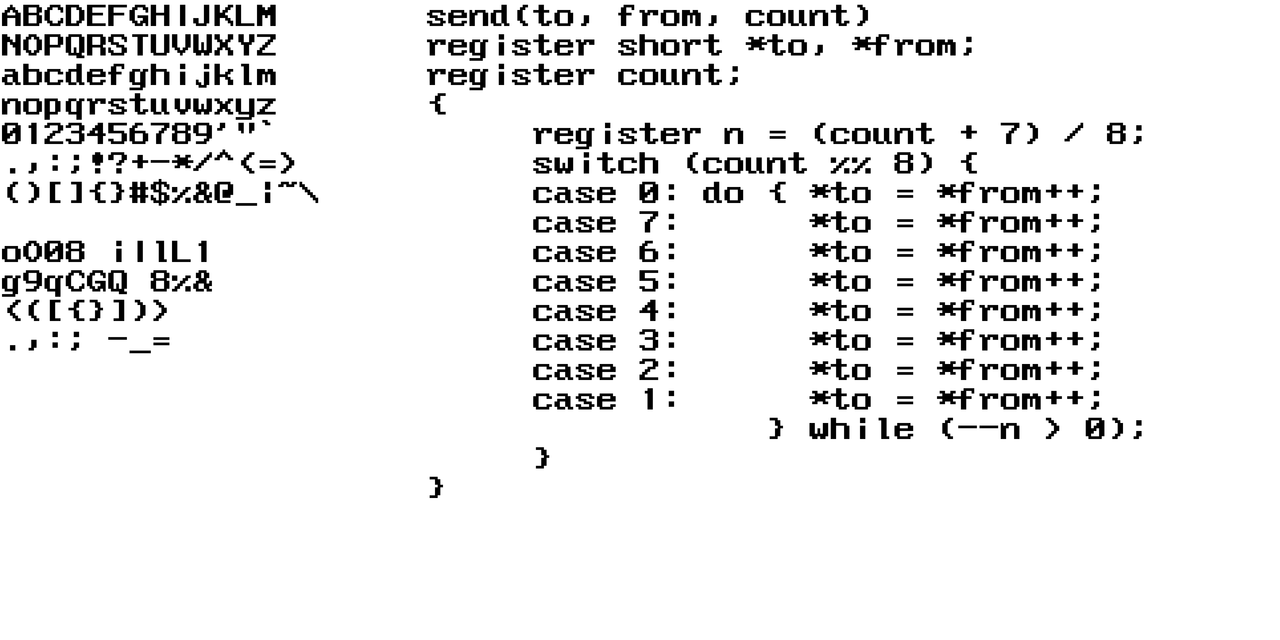 ABCDEFGHIJKLM
NOPQRSTUVWXYZ
abcdefghijklm
nopqrstuvwxyz
0123456789'"`
.,:;!?+-*/^<=>
()[]{}#$%&@_¦~\
oO08 iIlL1
g9qCGQ 8%&
<([{}])>
.,:; -_=
send(to, from, count)
register short *to, *from;
register count;
{
     register n = (count + 7) / 8;
     switch (count %% 8) {
     case 0: do { *to = *from++;
     case 7:      *to = *from++;
     case 6:      *to = *from++;
     case 5:      *to = *from++;
     case 4:      *to = *from++;
     case 3:      *to = *from++;
     case 2:      *to = *from++;
     case 1:      *to = *from++;
                } while (--n > 0);
     }
}